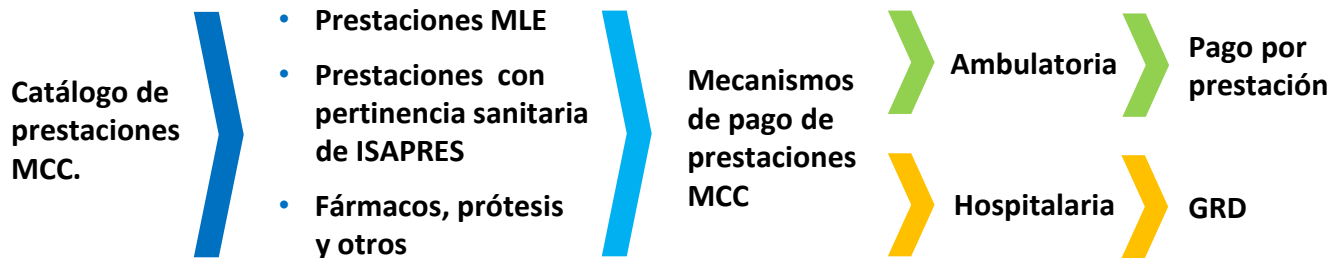 Catálogo de
prestaciones
MCC.
• Prestaciones MLE
• Prestaciones con
pertinencia sanitaria
de ISAPRES
• Fármacos, prótesis
y otros
Mecanismos
de pago de
prestaciones
MCC
Ambulatoria
Pago por
prestación
Hospitalaria
GRD